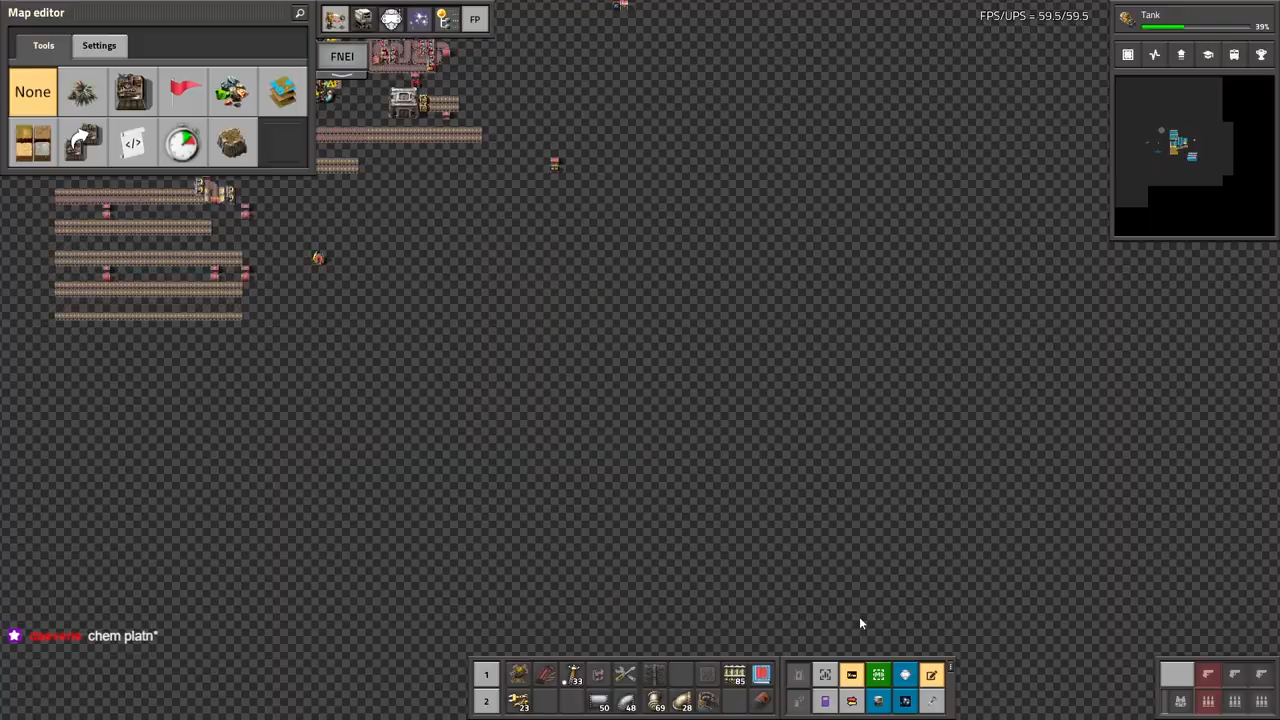 Map editor
Tools
Settings
None
FP
FNEI
FPS/UPS = 59.5/59.5
Tank
39%
daevens chem platn*
1
33
85
2
23
50
48
69
28